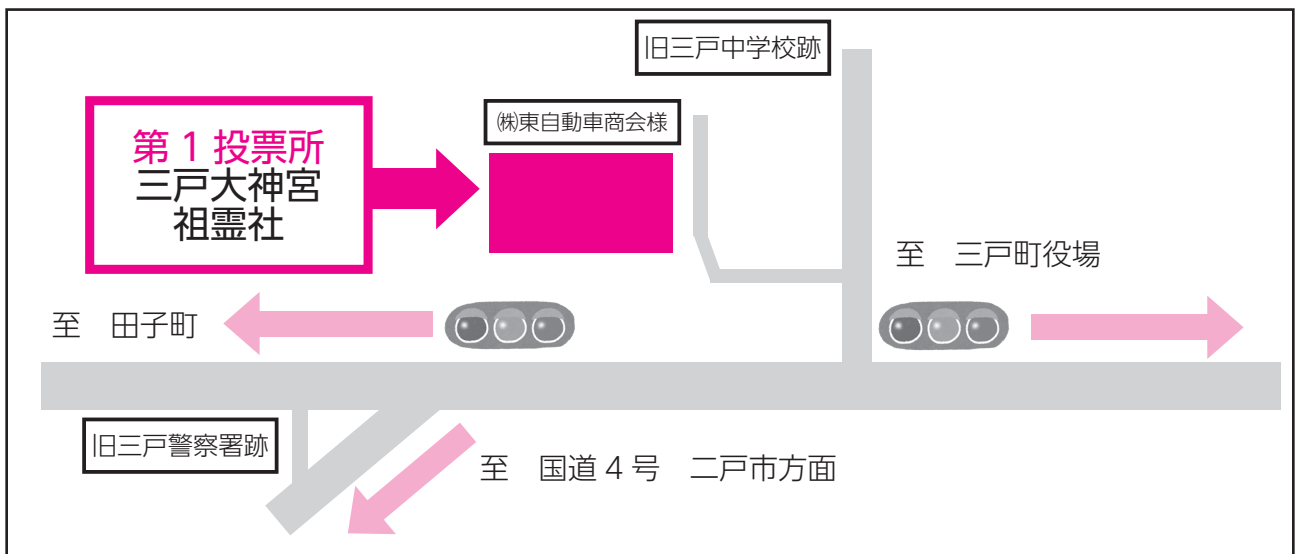 旧三戸中学校跡
㈱東自動車商会様
第1投票所
三戸大神宮
祖霊社
至　三戸町役場
至　田子町
旧三戸警察署跡
至　国道4号　二戸市方面